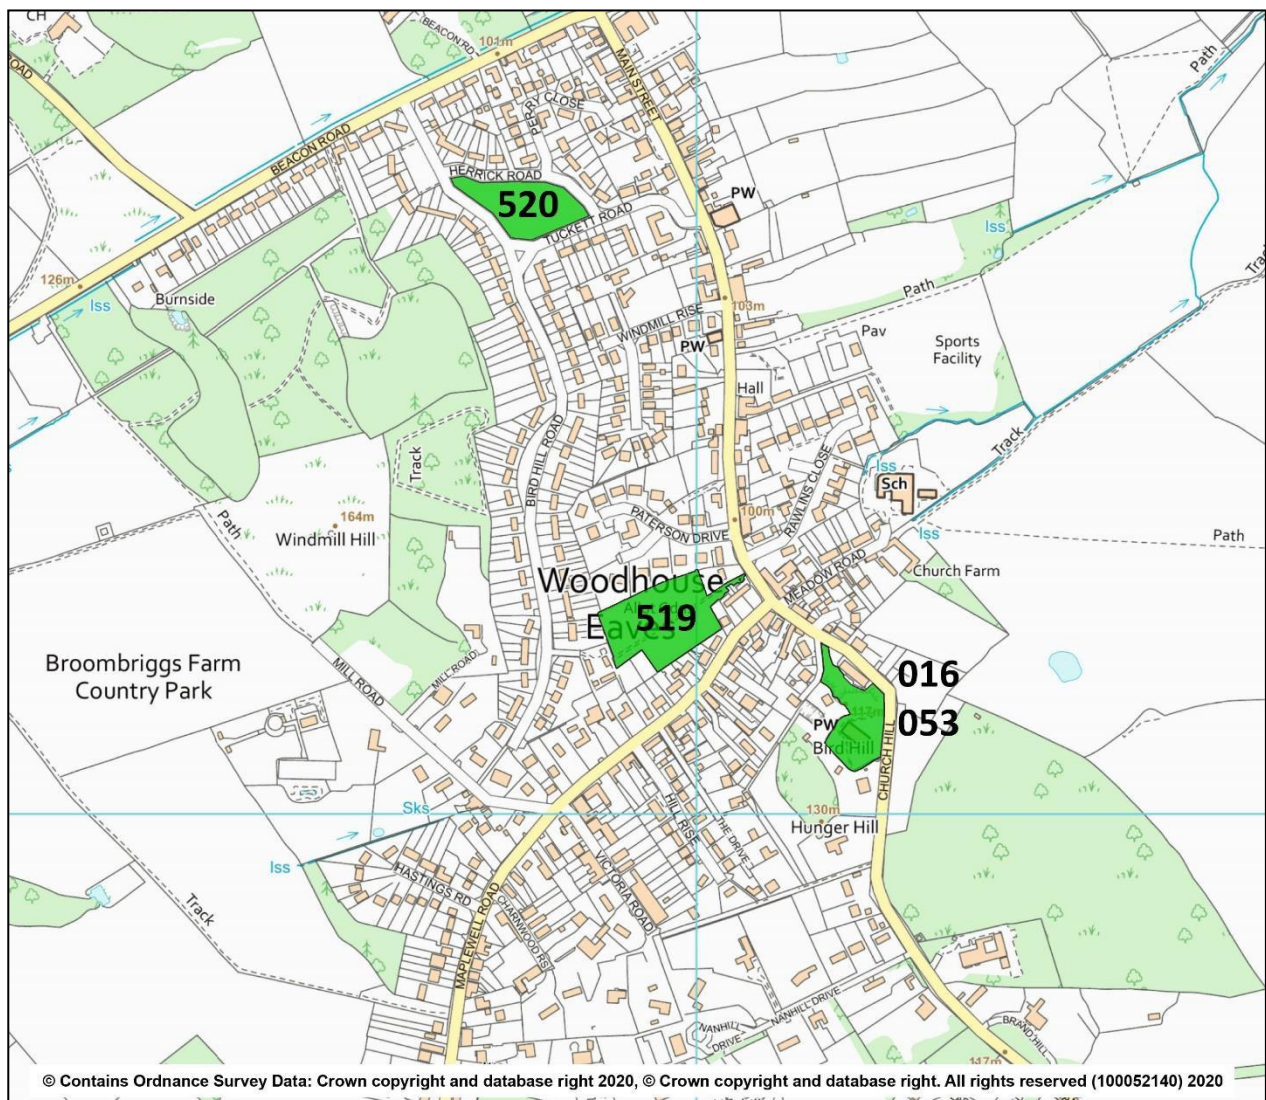 CH
ROAD
BEACON RD
101m
MAIN STREET
Path
PERRY CLOSE
BEACON ROAD
HERRICK ROAD
520
TUCKETT ROAD
PW
Iss
126m
Iss
Burnside
Path
103m
WINDMILL RISE
PW
Pav
Sports
Facility
Hall
Track
BIRD HILL ROAD
RAWLINS CLOSE
Track
Iss
Sch
Path
164m
Windmill Hill
PATERSON DRIVE
100m
Iss
Path
MEADOW ROAD
Church Farm
Woodhouse
Eaves
519
Broombriggs Farm
Country Park
MILL ROAD
MILL ROAD
016
053
117m
PW
Bird Hill
CHURCH HILL
Sks
130m
Hunger Hill
HILL RISE
THE DRIVE
Iss
HASTINGS RD
VICTORIA ROAD
Track
MAPLEWELL ROAD
CHARNWOOD RS
NANHILL DRIVE
NANHILL
DRIVE
BRAND HILL
117m
© Contains Ordnance Survey Data: Crown copyright and database right 2020, © Crown copyright and database right. All rights reserved (100052140) 2020